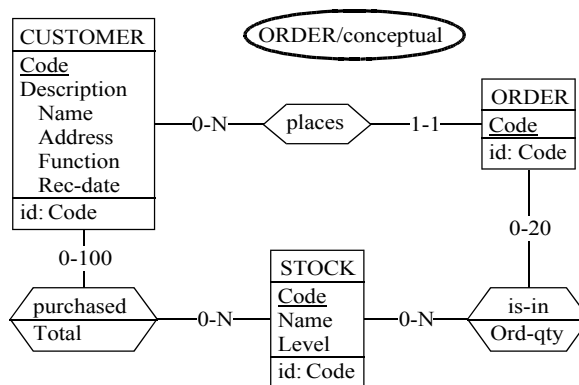 CUSTOMER
Code
Description
Name
Address
Function
Rec-date
id: Code
ORDER/conceptual
0-N
places
1-1
ORDER
Code
id: Code
0-100
0-20
purchased
Total
0-N
STOCK
Code
Name
Level
id: Code
0-N
is-in
Ord-qty